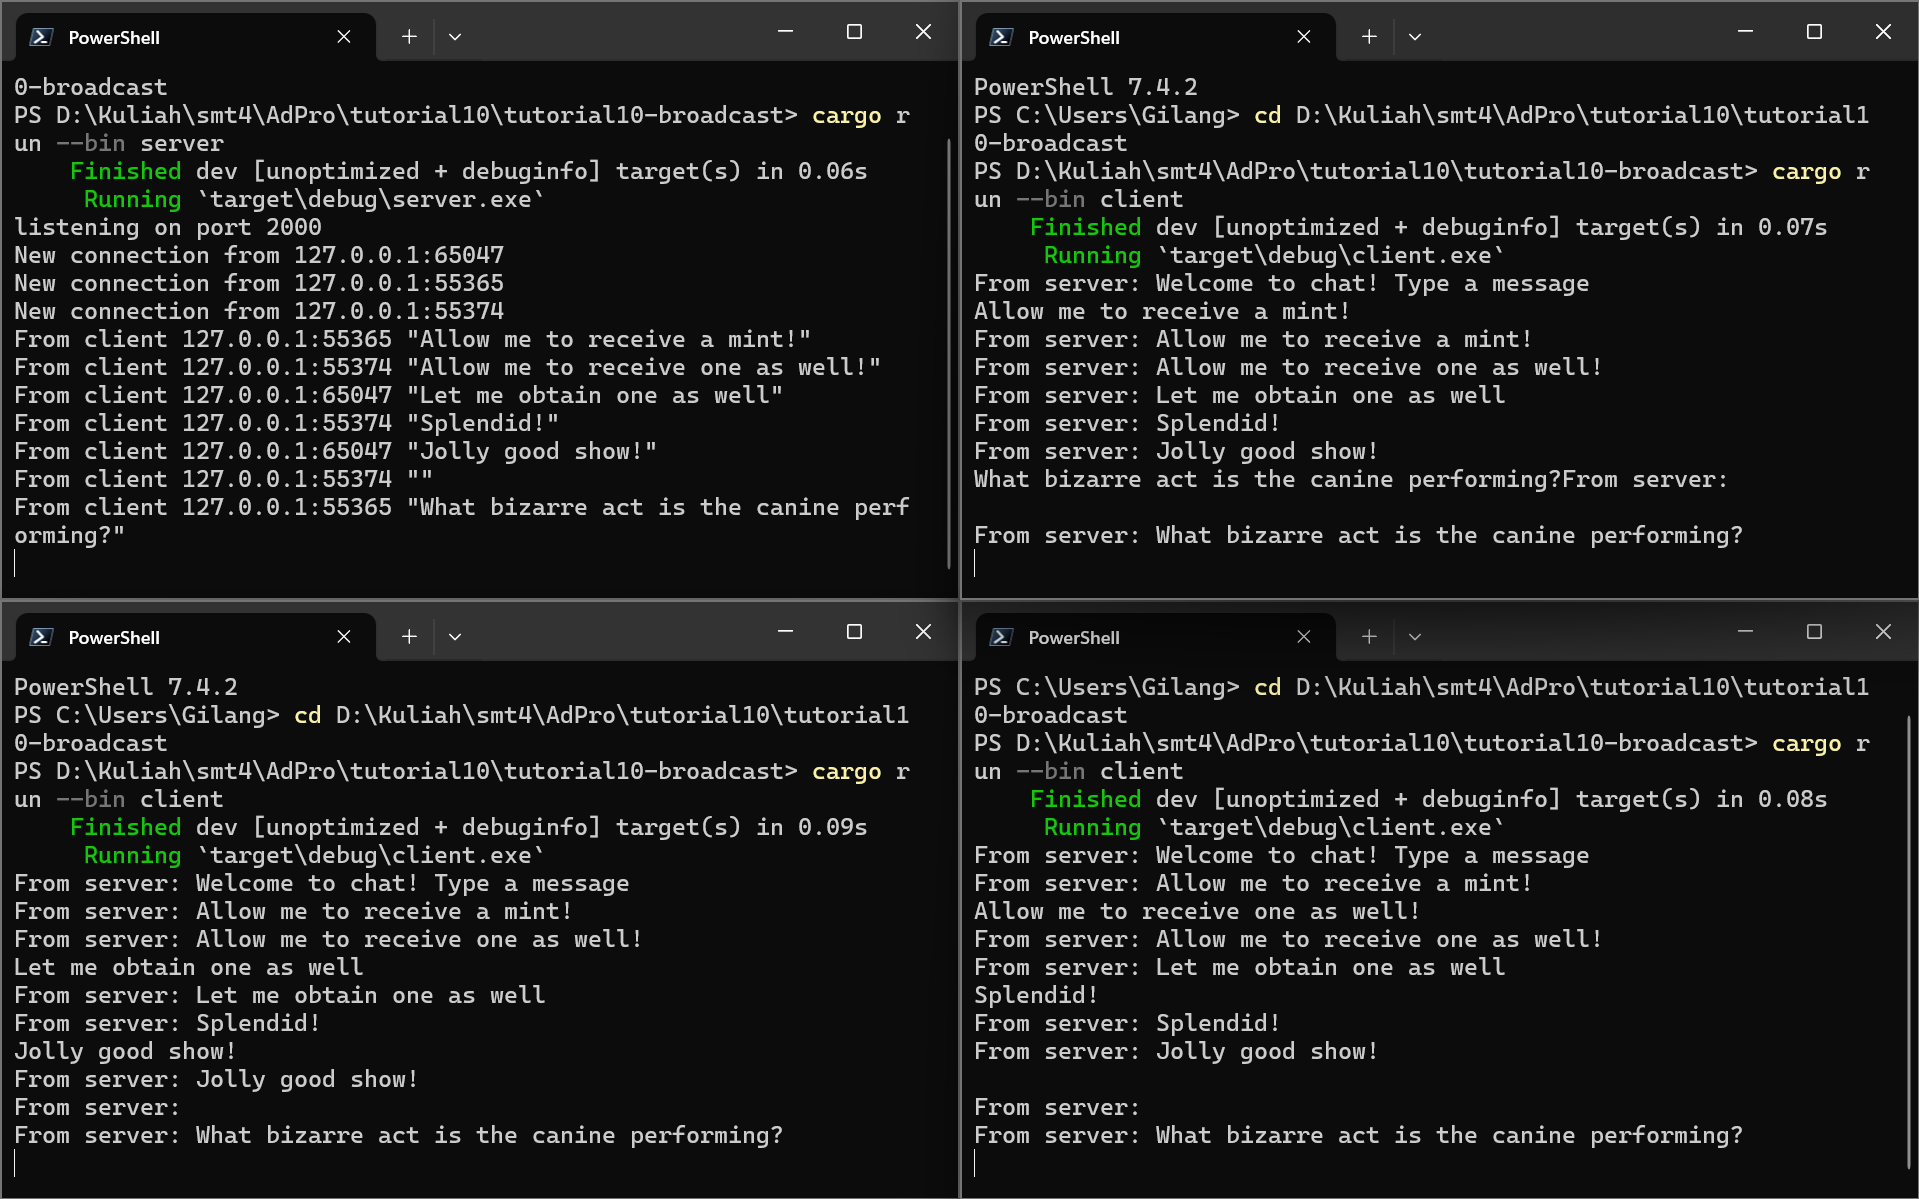 PowerShell
0-broadcast
PS D:\Kuliah\smt4\AdPro\tutorial10\tutorial10-broadcast> cargo r
un --bin server
    Finished dev [unoptimized + debuginfo] target(s) in 0.06s
     Running `target\debug\server.exe`
listening on port 2000
New connection from 127.0.0.1:65047
New connection from 127.0.0.1:55365
New connection from 127.0.0.1:55374
From client 127.0.0.1:55365 "Allow me to receive a mint!"
From client 127.0.0.1:55374 "Allow me to receive one as well!"
From client 127.0.0.1:65047 "Let me obtain one as well"
From client 127.0.0.1:55374 "Splendid!"
From client 127.0.0.1:65047 "Jolly good show!"
From client 127.0.0.1:55374 ""
From client 127.0.0.1:55365 "What bizarre act is the canine perf
orming?"
PowerShell
PowerShell 7.4.2
PS C:\Users\Gilang> cd D:\Kuliah\smt4\AdPro\tutorial10\tutorial1
0-broadcast
PS D:\Kuliah\smt4\AdPro\tutorial10\tutorial10-broadcast> cargo r
un --bin client
    Finished dev [unoptimized + debuginfo] target(s) in 0.07s
     Running `target\debug\client.exe`
From server: Welcome to chat! Type a message
Allow me to receive a mint!
From server: Allow me to receive a mint!
From server: Allow me to receive one as well!
From server: Let me obtain one as well
From server: Splendid!
From server: Jolly good show!
What bizarre act is the canine performing?From server:
From server: What bizarre act is the canine performing?
PowerShell
PowerShell 7.4.2
PS C:\Users\Gilang> cd D:\Kuliah\smt4\AdPro\tutorial10\tutorial1
0-broadcast
PS D:\Kuliah\smt4\AdPro\tutorial10\tutorial10-broadcast> cargo r
un --bin client
    Finished dev [unoptimized + debuginfo] target(s) in 0.09s
     Running `target\debug\client.exe`
From server: Welcome to chat! Type a message
From server: Allow me to receive a mint!
From server: Allow me to receive one as well!
Let me obtain one as well
From server: Let me obtain one as well
From server: Splendid!
Jolly good show!
From server: Jolly good show!
From server:
From server: What bizarre act is the canine performing?
PowerShell
PS C:\Users\Gilang> cd D:\Kuliah\smt4\AdPro\tutorial10\tutorial1
0-broadcast
PS D:\Kuliah\smt4\AdPro\tutorial10\tutorial10-broadcast> cargo r
un --bin client
    Finished dev [unoptimized + debuginfo] target(s) in 0.08s
     Running `target\debug\client.exe`
From server: Welcome to chat! Type a message
From server: Allow me to receive a mint!
Allow me to receive one as well!
From server: Allow me to receive one as well!
From server: Let me obtain one as well
Splendid!
From server: Splendid!
From server: Jolly good show!
From server:
From server: What bizarre act is the canine performing?